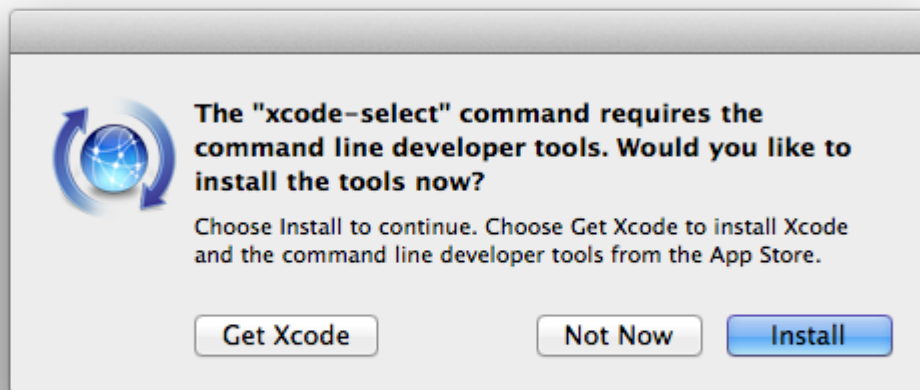 The "xcode-select" command requires the
command line developer tools. Would you like to
install the tools now?
Choose Install to continue. Choose Get Xcode to install Xcode
and the command line developer tools from the App Store.
Get Xcode
Not Now
Install